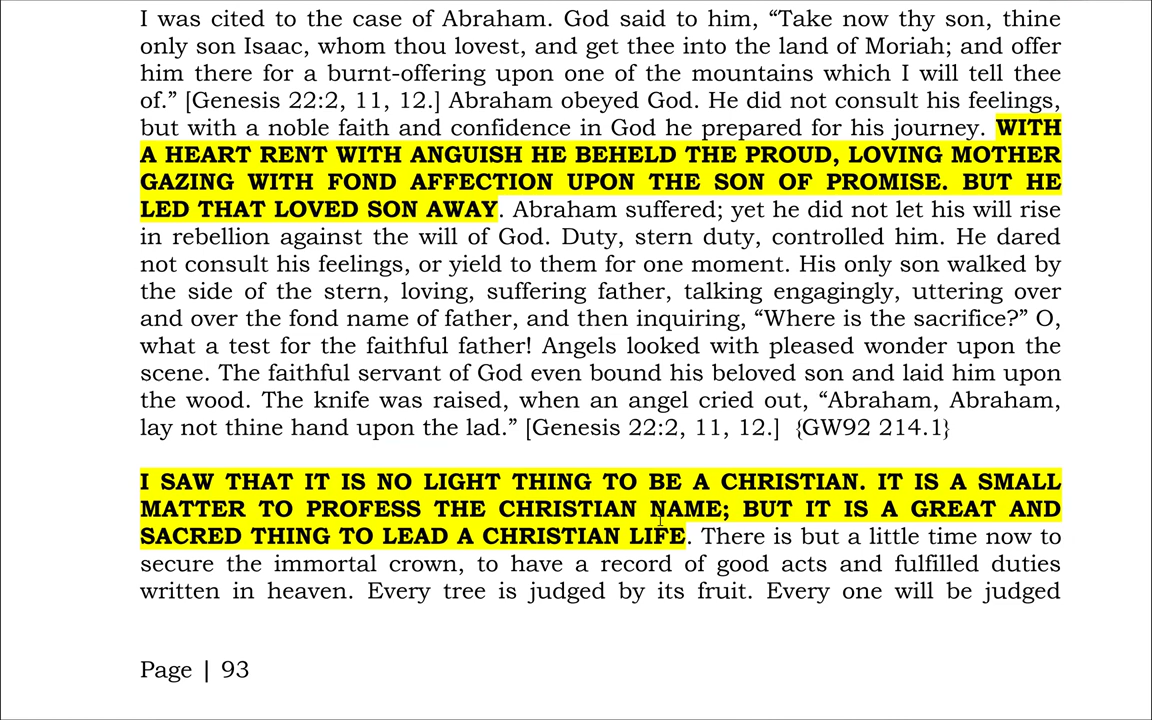 I was cited to the case of Abraham. God said to him, “Take now thy son, thine
only son Isaac, whom thou lovest, and get thee into the land of Moriah; and offer
him there for a burnt-offering upon one of the mountains which I will tell thee
of.” [Genesis 22:2, 11, 12.] Abraham obeyed God. He did not consult his feelings,
but with a noble faith and confidence in God he prepared for his journey. WITH
A HEART RENT WITH ANGUISH HE BEHELD THE PROUD, LOVING MOTHER
GAZING WITH FOND AFFECTION UPON THE SON OF PROMISE. BUT HE
LED THAT LOVED SON AWAY. Abraham suffered; yet he did not let his will rise
in rebellion against the will of God. Duty, stern duty, controlled him. He dared
not consult his feelings, or yield to them for one moment. His only son walked by
the side of the stern, loving, suffering father, talking engagingly, uttering over
and over the fond name of father, and then inquiring, “Where is the sacrifice?” O,
what a test for the faithful father! Angels looked with pleased wonder upon the
scene. The faithful servant of God even bound his beloved son and laid him upon
the wood. The knife was raised, when an angel cried out, “Abraham, Abraham,
lay not thine hand upon the lad.” [Genesis 22:2, 11, 12.]  {GW92 214.1}
I SAW THAT IT IS NO LIGHT THING TO BE A CHRISTIAN. IT IS A SMALL
MATTER TO PROFESS THE CHRISTIAN NAME; BUT IT IS A GREAT AND
SACRED THING TO LEAD A CHRISTIAN LIFE. There is but a little time now to
secure the immortal crown, to have a record of good acts and fulfilled duties
written in heaven. Every tree is judged by its fruit. Every one will be judged
Page | 93